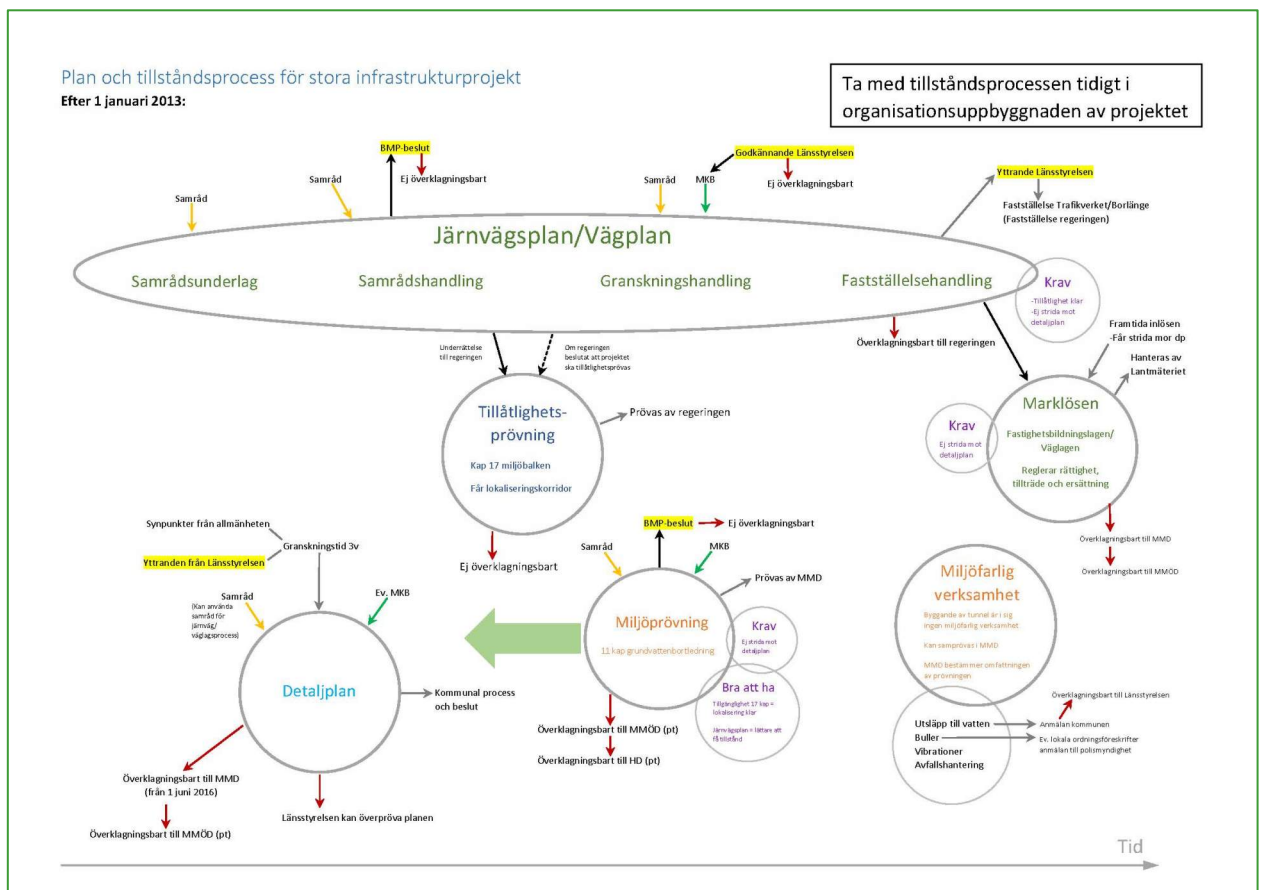 Plan och tillståndsprocess för stora infrastrukturprojekt
Efter 1 januari 2013:
Ta med tillståndsprocessen tidigt i
organisationsuppbyggnaden av projektet
BMP-beslut
Ej överklagningsbart
Samråd
Samråd
Godkännande Länsstyrelsen
Samråd
MKB
Ej överklagningsbart
Yttrande Länsstyrelsen
Fastställelse Trafikverket/Borlänge
(Fastställelse regeringen)
Järnvägsplan/Vägplan
Samrådsunderlag
Samrådshandling
Granskningshandling
Fastställelsehandling
Krav
-Tillåtlighet klar
-Ej strida mot
detaljplan
Underrättelse
till regeringen
Om regeringen
beslutat att projektet
ska tillåtlighetsprövas
Överklagningsbart till regeringen
Framtida inlösen
-Får strida mor dp
Hanteras av
Lantmäteriet
Tillåtlighets-
prövning
Kap 17 miljöbalken
Får lokaliseringskorridor
Prövas av regeringen
Ej överklagningsbart
Krav
Ej strida mot
detaljplan
Marklösen
Fastighetsbildningslagen/
Väglagen
Reglerar rättighet,
tillträde och ersättning
Överklagningsbart till MMD
Överklagningsbart till MMÖD
Synpunkter från allmänheten
Granskningstid 3v
Yttranden från Länsstyrelsen
Samråd
(Kan använda
samråd för
järnväg/
väglagsprocess)
Ev. MKB
Detaljplan
Kommunal process
och beslut
Överklagningsbart till MMD
(från 1 juni 2016)
Överklagningsbart till MMÖD (pt)
Länsstyrelsen kan överpröva planen
BMP-beslut
Ej överklagningsbart
Samråd
MKB
Prövas av MMD
Miljöprövning
11 kap grundvattenbortledning
Krav
Ej strida mot
detaljplan
Bra att ha
Tillgänglighet 17 kap =
lokalisering klar
Järnvägsplan = lättare att
få tillstånd
Överklagningsbart till MMÖD (pt)
Överklagningsbart till HD (pt)
Miljöfarlig
verksamhet
Byggande av tunnel är i sig
ingen miljöfarlig verksamhet.
Kan samprövas i MMD
MMD bestämmer omfattningen
av prövningen
Överklagningsbart till Länsstyrelsen
Utsläpp till vatten
Anmälan kommunen
Buller
Ev. lokala ordningsföreskrifter
anmälan till polismyndighet
Vibrationer
Avfallshantering
Tid